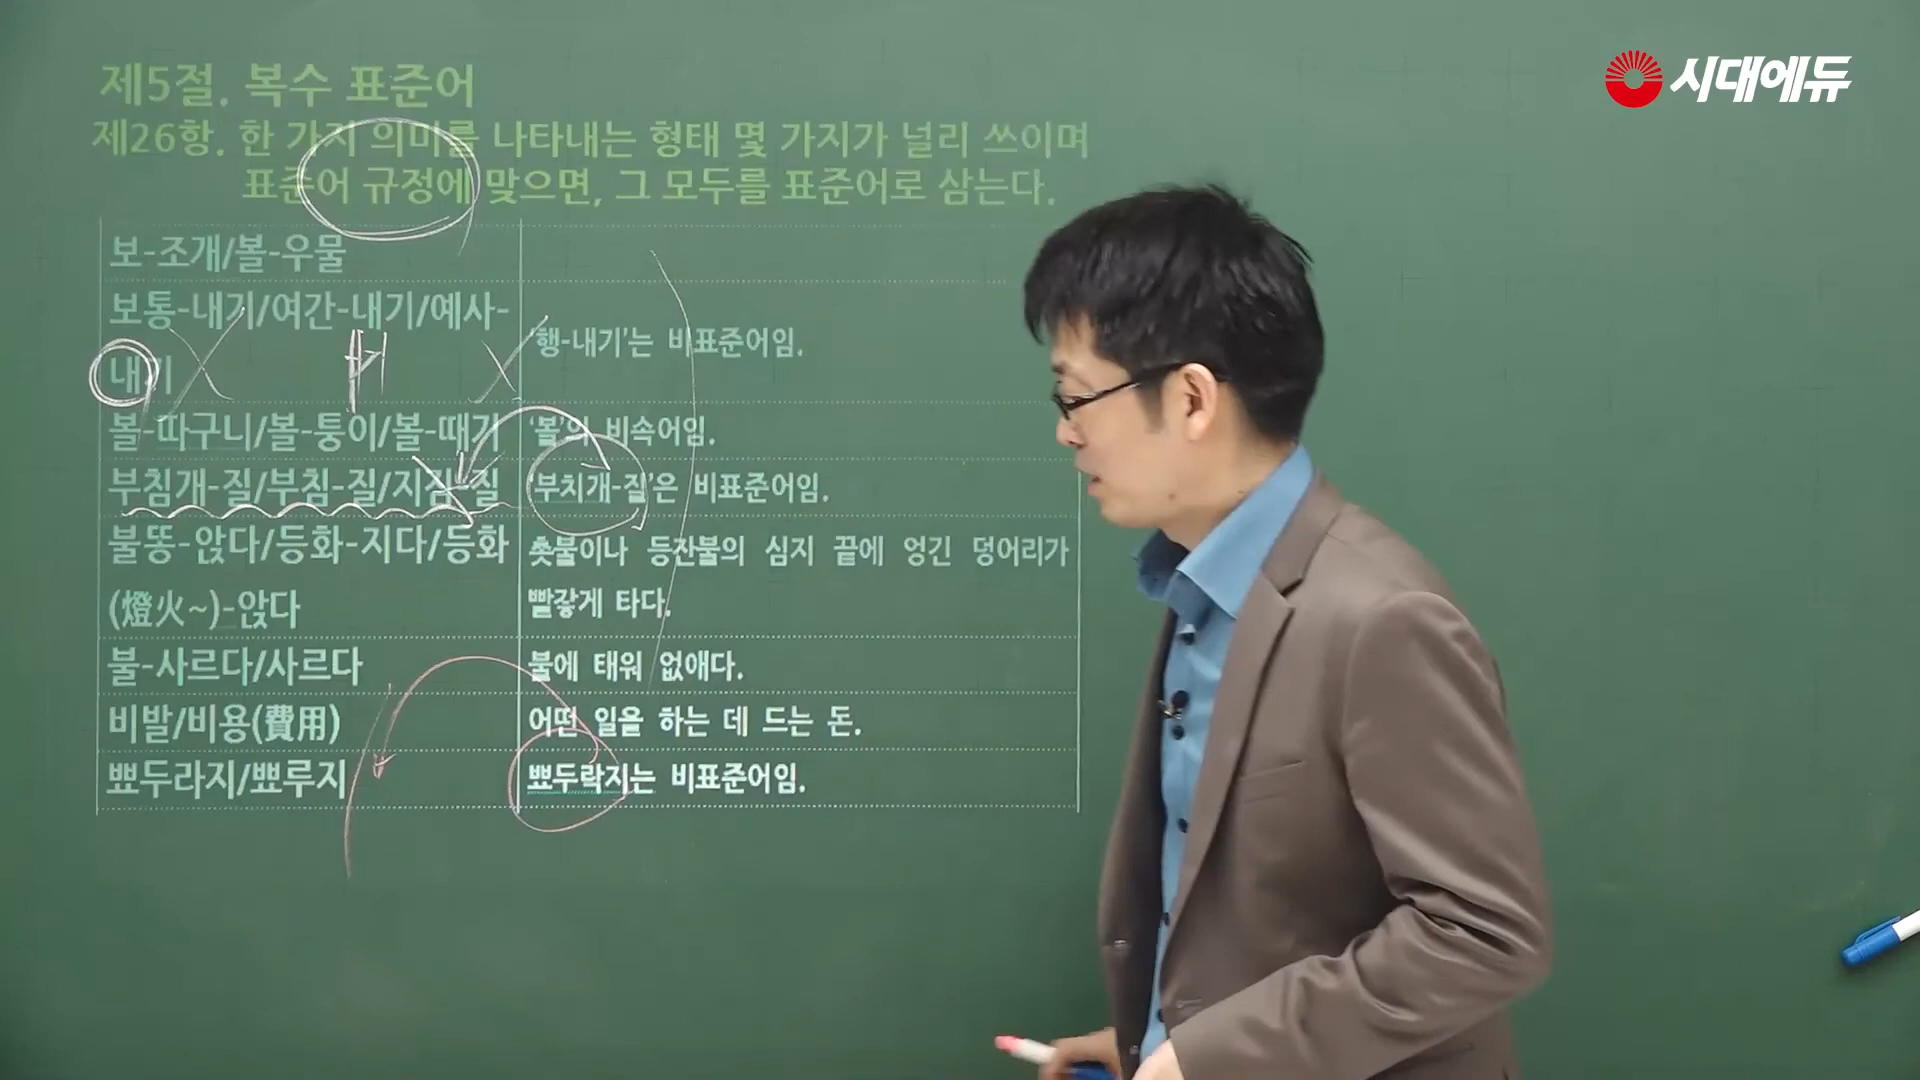 시대에듀
제5절. 복수 표준어
제26항. 한 가지 의미를 나타내는 형태 몇 가지가 널리 쓰이며
표준어 규정에 맞으면, 그 모두를 표준어로 삼는다.
보-조개/볼-우물
보통-내기/여간-내기/예사-
내기
'행-내기'는 비표준어임.
볼-따구니/볼-퉁이/볼-때기
'볼'의 비속어임.
부침개-질/부침-질/지짐-질
'부치개-질'은 비표준어임.
불똥-앉다/등화-지다/등화
(燈火~)-앉다
촛불이나 등잔불의 심지 끝에 엉긴 덩어리가
빨갛게 타다.
불-사르다/사르다
불에 태워 없애다.
비발/비용(費用)
어떤 일을 하는 데 드는 돈.
뾰두라지/뾰루지
뾰두락지는 비표준어임.